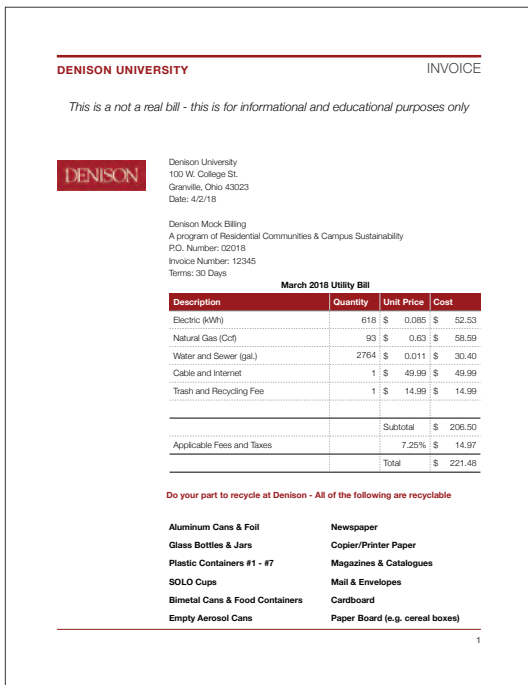 DENISON UNIVERSITY INVOICE
This is a not a real bill - this is for informational and educational purposes only
DENISON
Denison University
100 W. College St.
Granville, Ohio 43023
Date: 4/2/18
Denison Mock Billing
A program of Residential Communities & Campus Sustainability
P.O. Number: 02018
Invoice Number: 12345
Terms: 30 Days
March 2018 Utility Bill
Description Quantity Unit Price Cost
Electric (kWh) 618 $ 0.085 $ 52.53
Natural Gas (Ccf) 93 $ 0.63 $ 58.59
Water and Sewer (gal.) 2764 $ 0.011 $ 30.40
Cable and Internet 1 $ 49.99 $ 49.99
Trash and Recycling Fee 1 $ 14.99 $ 14.99
Subtotal $ 206.50
Applicable Fees and Taxes 7.25% $ 14.97
Total $ 221.48
Do your part to recycle at Denison - All of the following are recyclable
Aluminum Cans & Foil Newspaper
Glass Bottles & Jars Copier/Printer Paper
Plastic Containers #1 - #7 Magazines & Catalogues
SOLO Cups Mail & Envelopes
Bimetal Cans & Food Containers Cardboard
Empty Aerosol Cans Paper Board (e.g. cereal boxes)
1